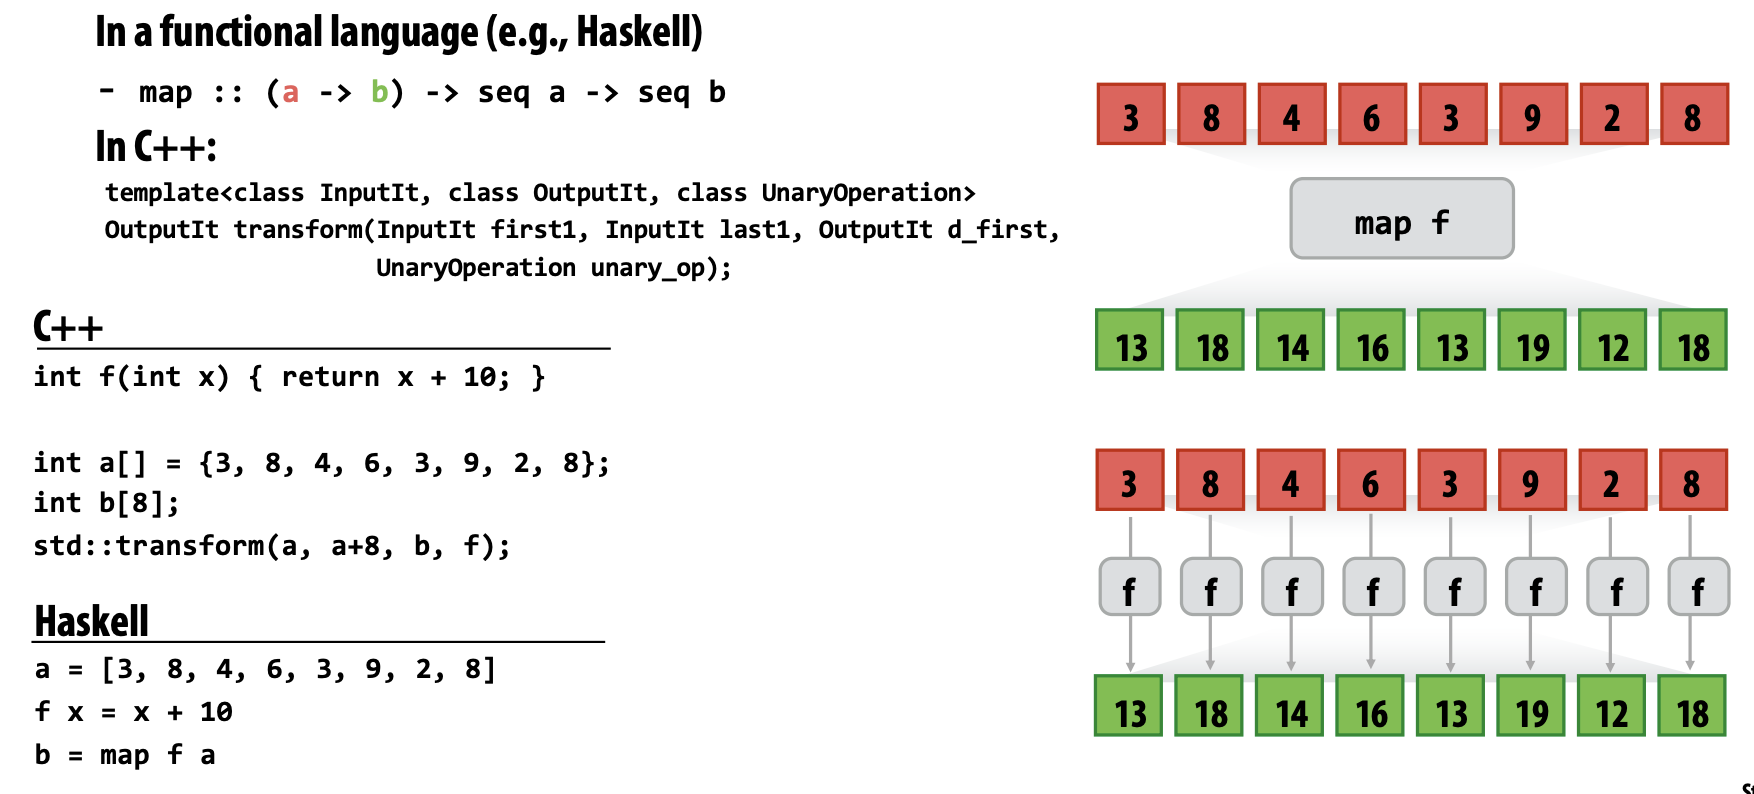 In a functional language (e.g., Haskell)
- map :: (a -> b) -> seq a -> seq b
In C++:
template<class InputIt, class OutputIt, class UnaryOperation>
OutputIt transform(InputIt first1, InputIt last1, OutputIt d_first,
UnaryOperation unary_op);
C++
int f(int x) { return x + 10; }
int a[] = {3, 8, 4, 6, 3, 9, 2, 8};
int b[8];
std::transform(a, a+8, b, f);
Haskell
a = [3, 8, 4, 6, 3, 9, 2, 8]
f x = x + 10
b = map f a
3 8 4 6 3 9 2 8
map f
13 18 14 16 13 19 12 18
3 8 4 6 3 9 2 8
f f f f f f f f
13 18 14 16 13 19 12 18